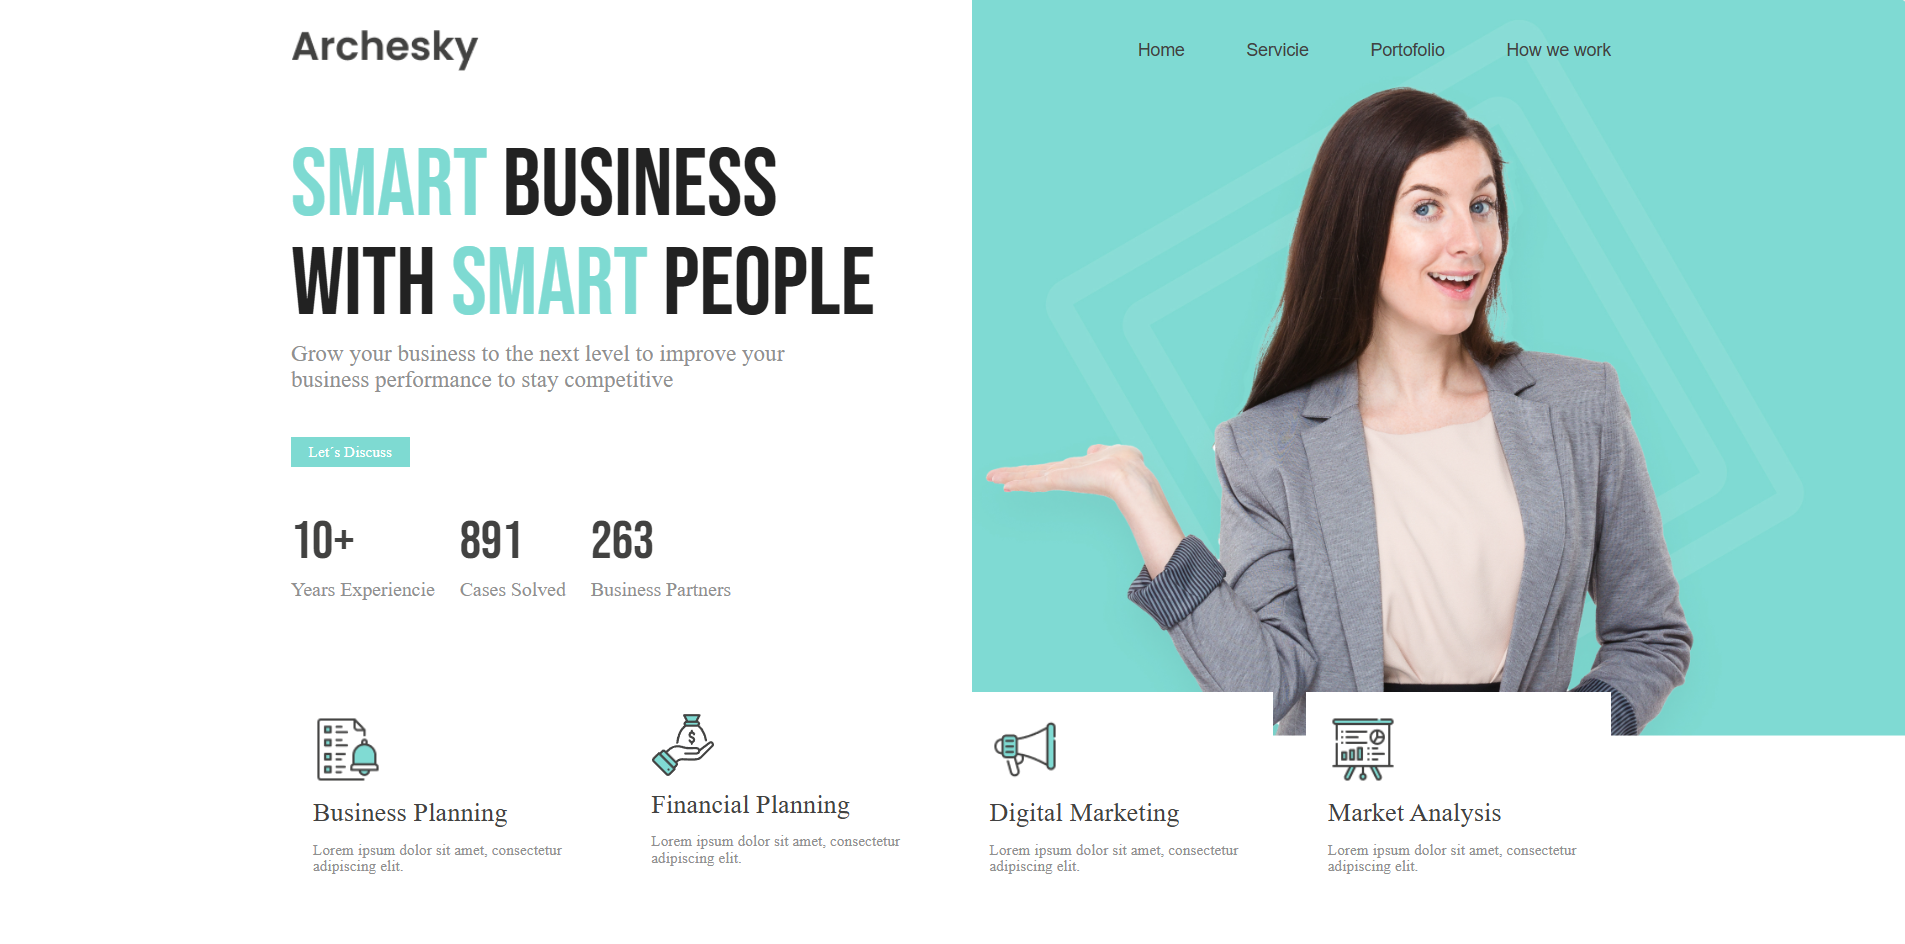 Archesky
Home Servicie Portofolio How we work
SMART BUSINESS
WITH SMART PEOPLE
Grow your business to the next level to improve your
business performance to stay competitive
Let´s Discuss
10+ 891 263
Years Experiencie Cases Solved Business Partners
$
Business Planning
Lorem ipsum dolor sit amet, consectetur
adipiscing elit.
Financial Planning
Lorem ipsum dolor sit amet, consectetur
adipiscing elit.
Digital Marketing
Lorem ipsum dolor sit amet, consectetur
adipiscing elit.
Market Analysis
Lorem ipsum dolor sit amet, consectetur
adipiscing elit.